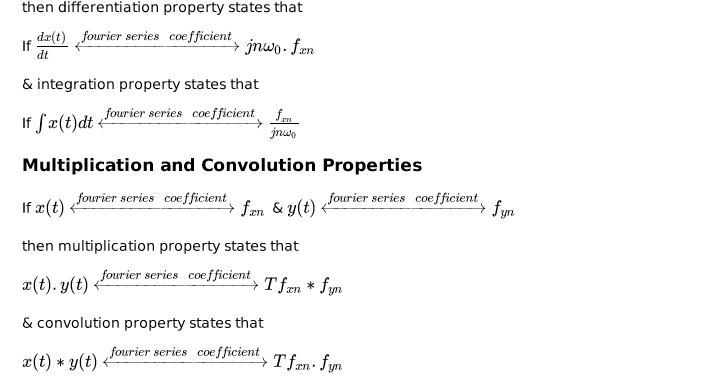 then differentiation property states that
If $\frac{dx(t)}{dt} \xleftrightarrow{fourier\ series\ \ coefficient} jn\omega_0 . f_{xn}$
& integration property states that
If $\int x(t)dt \xleftrightarrow{fourier\ series\ \ coefficient} \frac{f_{xn}}{jn\omega_0}$
Multiplication and Convolution Properties
If $x(t) \xleftrightarrow{fourier\ series\ \ coefficient} f_{xn}$ & $y(t) \xleftrightarrow{fourier\ series\ \ coefficient} f_{yn}$
then multiplication property states that
$x(t) . y(t) \xleftrightarrow{fourier\ series\ \ coefficient} T f_{xn} * f_{yn}$
& convolution property states that
$x(t) * y(t) \xleftrightarrow{fourier\ series\ \ coefficient} T f_{xn} . f_{yn}$